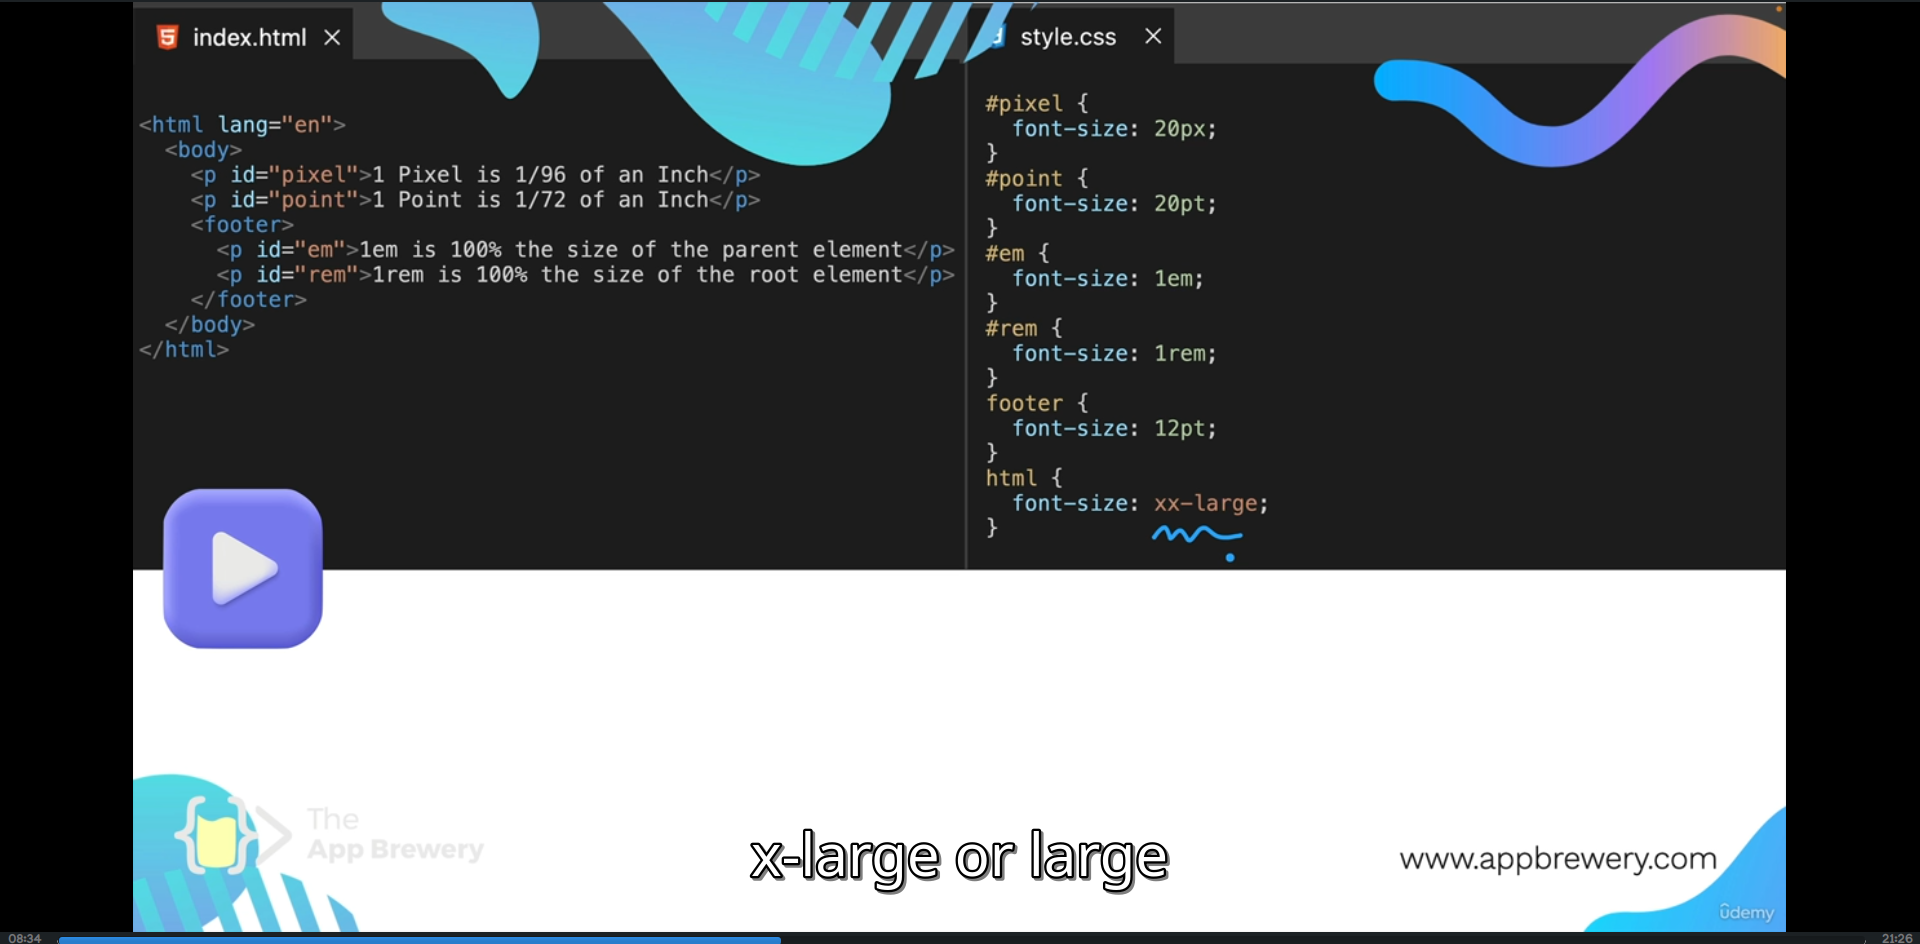 index.html
style.css
<html lang="en">
<body>
<p id="pixel">1 Pixel is 1/96 of an Inch</p>
<p id="point">1 Point is 1/72 of an Inch</p>
<footer>
<p id="em">1em is 100% the size of the parent element</p>
<p id="rem">1rem is 100% the size of the root element</p>
</footer>
</body>
</html>
#pixel {
font-size: 20px;
}
#point {
font-size: 20pt;
}
#em {
font-size: 1em;
}
#rem {
font-size: 1rem;
}
footer {
font-size: 12pt;
}
html {
font-size: xx-large;
}
The
App Brewery
x-large or large
www.appbrewery.com
ûdemy
08:34
21:26